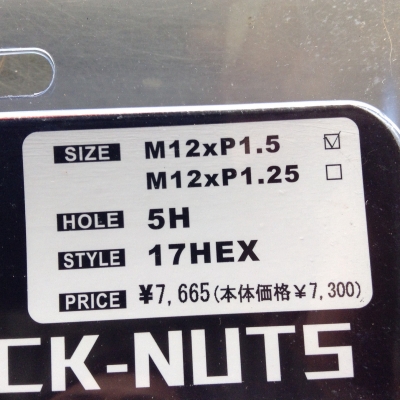 SIZE M12xP1.5 ☑
M12xP1.25 ☐
HOLE 5H
STYLE 17HEX
PRICE ¥7,665(本体価格¥7,300)
CK-NUTS